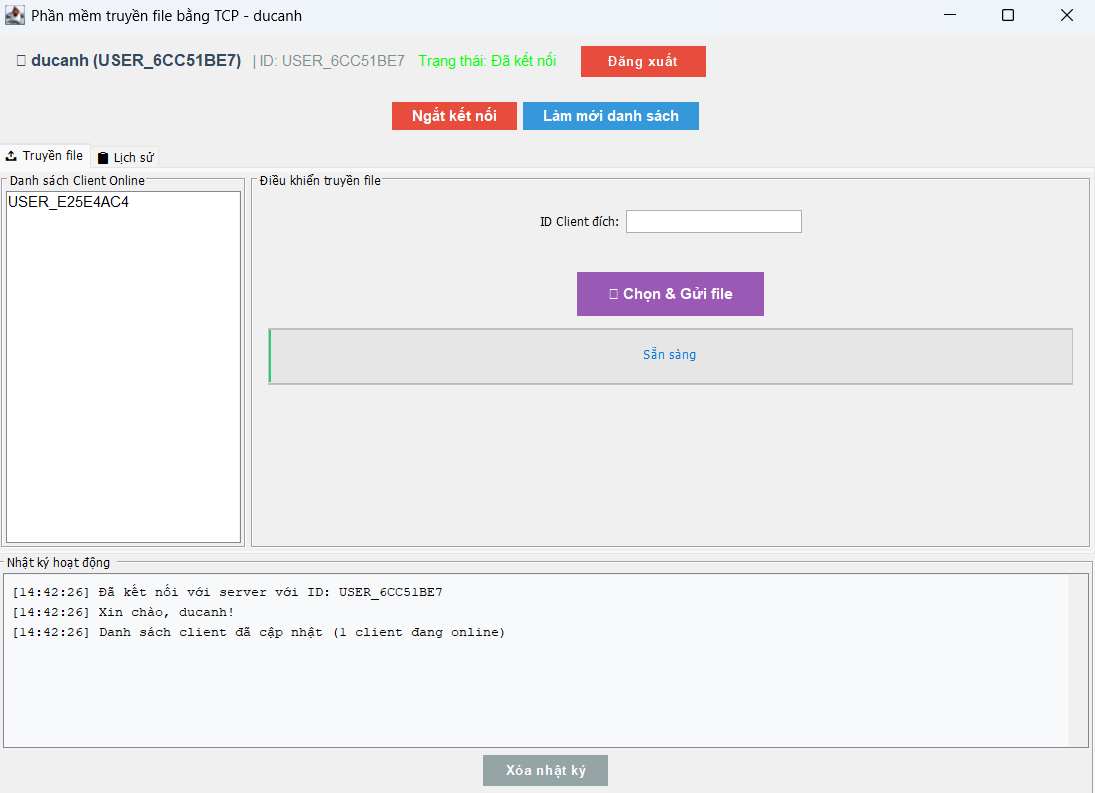 Phần mềm truyền file bằng TCP - ducanh
ducanh (USER_6CC51BE7) | ID: USER_6CC51BE7 Trạng thái: Đã kết nối Đăng xuất
Ngắt kết nối Làm mới danh sách
Truyền file Lịch sử
Danh sách Client Online
USER_E25E4AC4
Điều khiển truyền file
ID Client đích:
Chọn & Gửi file
Sẵn sàng
Nhật ký hoạt động
[14:42:26] Đã kết nối với server với ID: USER_6CC51BE7
[14:42:26] Xin chào, ducanh!
[14:42:26] Danh sách client đã cập nhật (1 client đang online)
Xóa nhật ký